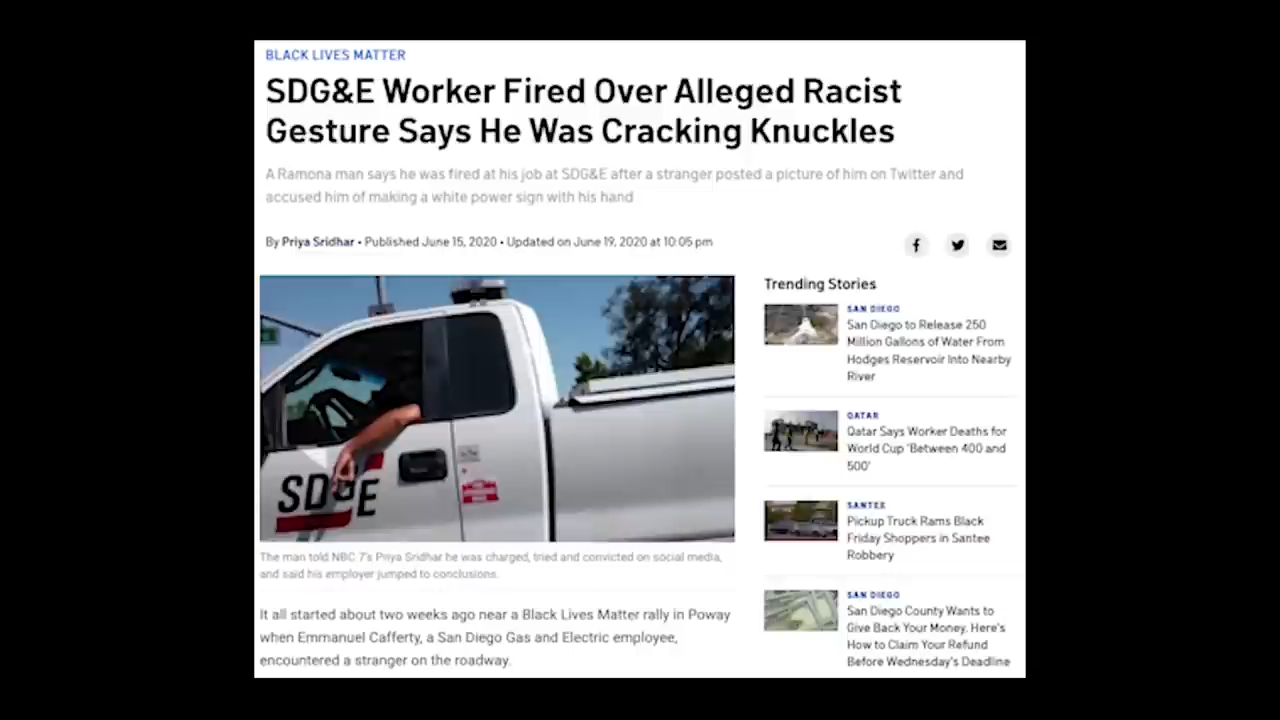 BLACK LIVES MATTER
SDG&E Worker Fired Over Alleged Racist
Gesture Says He Was Cracking Knuckles
A Ramona man says he was fired at his job at SDG&E after a stranger posted a picture of him on Twitter and
accused him of making a white power sign with his hand
By Priya Sridhar • Published June 15, 2020 • Updated on June 19, 2020 at 10:05 pm
SDGE
The man told NBC 7's Priya Sridhar he was charged, tried and convicted on social media,
and said his employer jumped to conclusions.
It all started about two weeks ago near a Black Lives Matter rally in Poway
when Emmanuel Cafferty, a San Diego Gas and Electric employee,
encountered a stranger on the roadway.
Trending Stories
SAN DIEGO
San Diego to Release 250
Million Gallons of Water From
Hodges Reservoir Into Nearby
River
QATAR
Qatar Says Worker Deaths for
World Cup 'Between 400 and
500'
SANTEE
Pickup Truck Rams Black
Friday Shoppers in Santee
Robbery
SAN DIEGO
San Diego County Wants to
Give Back Your Money. Here's
How to Claim Your Refund
Before Wednesday's Deadline